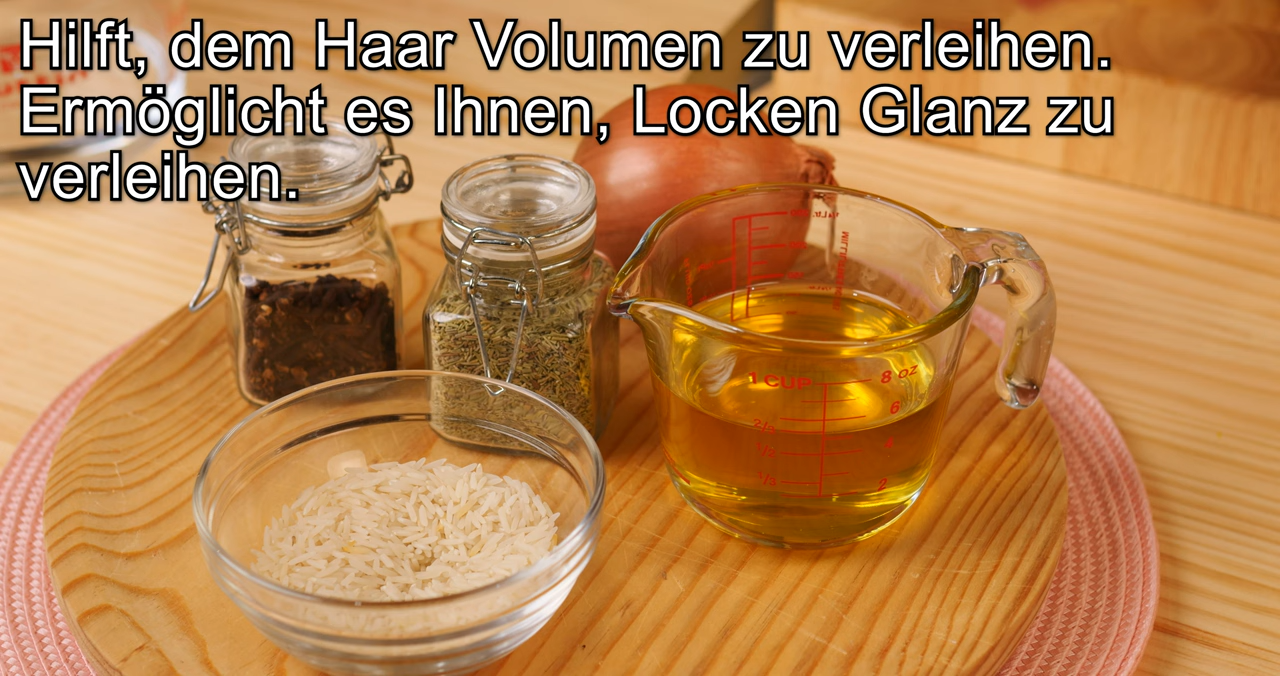 Hilft, dem Haar Volumen zu verleihen.
Ermöglicht es Ihnen, Locken Glanz zu
verleihen.
1 CUP 8 oz
6
2/3
4
1/2
1/3 2